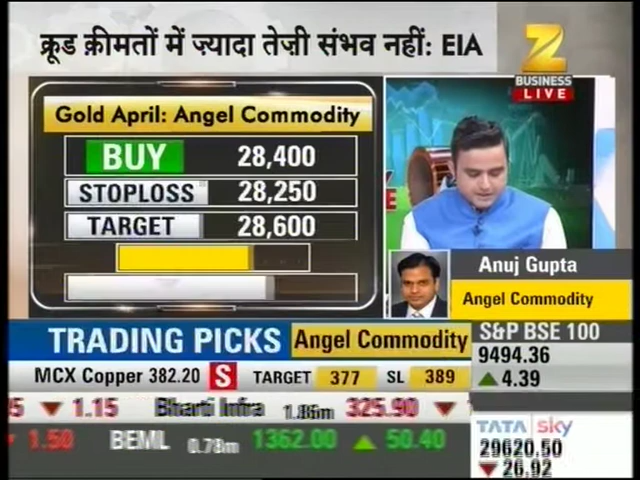 क्रूड क़ीमतों में ज़्यादा तेज़ी संभव नहीं: EIA
Z
BUSINESS
LIVE
Gold April: Angel Commodity
BUY 28,400
STOPLOSS 28,250
TARGET 28,600
Anuj Gupta
Angel Commodity
TRADING PICKS Angel Commodity
S&P BSE 100
9494.36
▲ 4.39
MCX Copper 382.20 S TARGET 377 SL 389
5 ▼ 1.15 Bharti Infra 1.86m 325.90 ▼
▼ 1.50 BEML 0.78m 1362.00 ▲ 50.40
TATA sky
29620.50
▼ 26.92